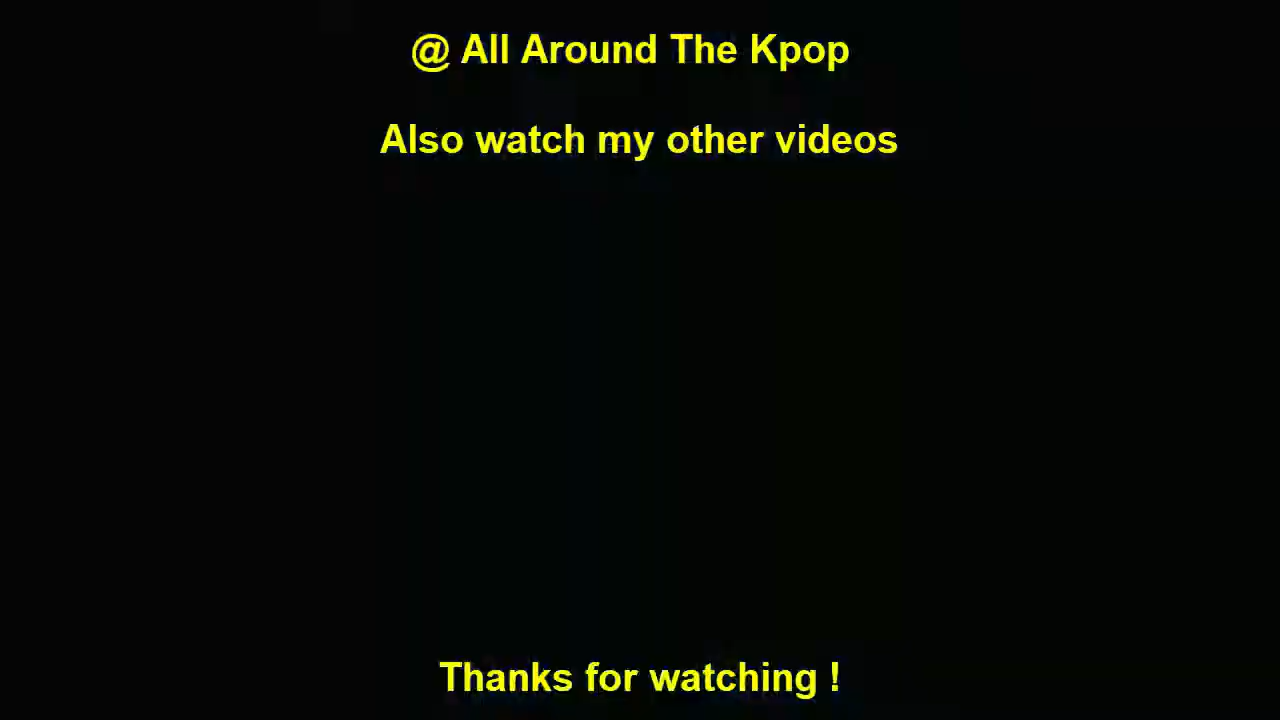 @ All Around The Kpop
Also watch my other videos
Thanks for watching !